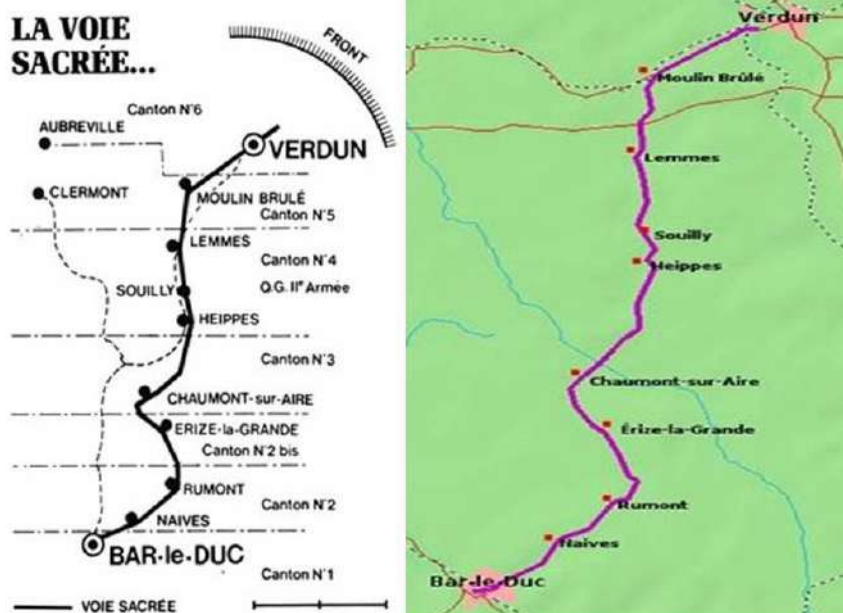 LA VOIE
SACRÉE...
FRONT
Canton N°6
AUBREVILLE
VERDUN
CLERMONT
MOULIN BRULÉ
Canton N°5
LEMMES
Canton N°4
SOUILLY
Q.G. IIe Armée
HEIPPES
Canton N°3
CHAUMONT-sur-AIRE
ERIZE-la-GRANDE
Canton N°2 bis
RUMONT
Canton N°2
NAIVES
BAR-le-DUC
Canton N°1
VOIE SACRÉE
Verdun
Moulin Brûlé
Lemmes
Souilly
Heippes
Chaumont-sur-Aire
Érize-la-Grande
Rumont
Naives
Bar-le-Duc